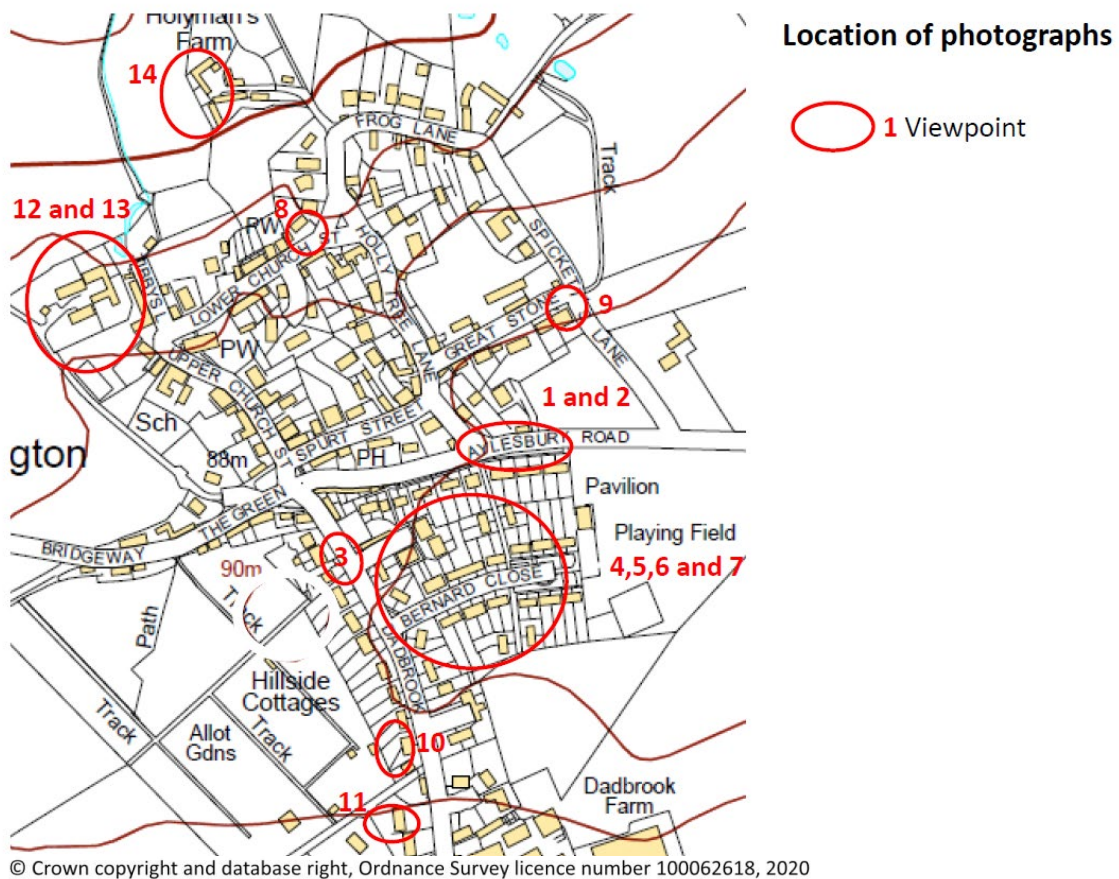 Location of photographs
1 Viewpoint
Holyman's
Farm
14
FROG LANE
Track
12 and 13
8
PW
HOLLY TREE LANE
SPICKET
LANE
LOWER CHURCH ST
9
GREAT STONE
PW
UPPER CHURCH ST
1 and 2
Sch
SPURT STREET
gton
88m
PH
AYLESBURY ROAD
Pavilion
THE GREEN
Playing Field
BRIDGEWAY
3
4,5,6 and 7
90m
BERNARD CLOSE
Path
DADBROOK
Hillside
Cottages
Track
Allot
Gdns
Track
10
11
Dadbrook
Farm
© Crown copyright and database right, Ordnance Survey licence number 100062618, 2020